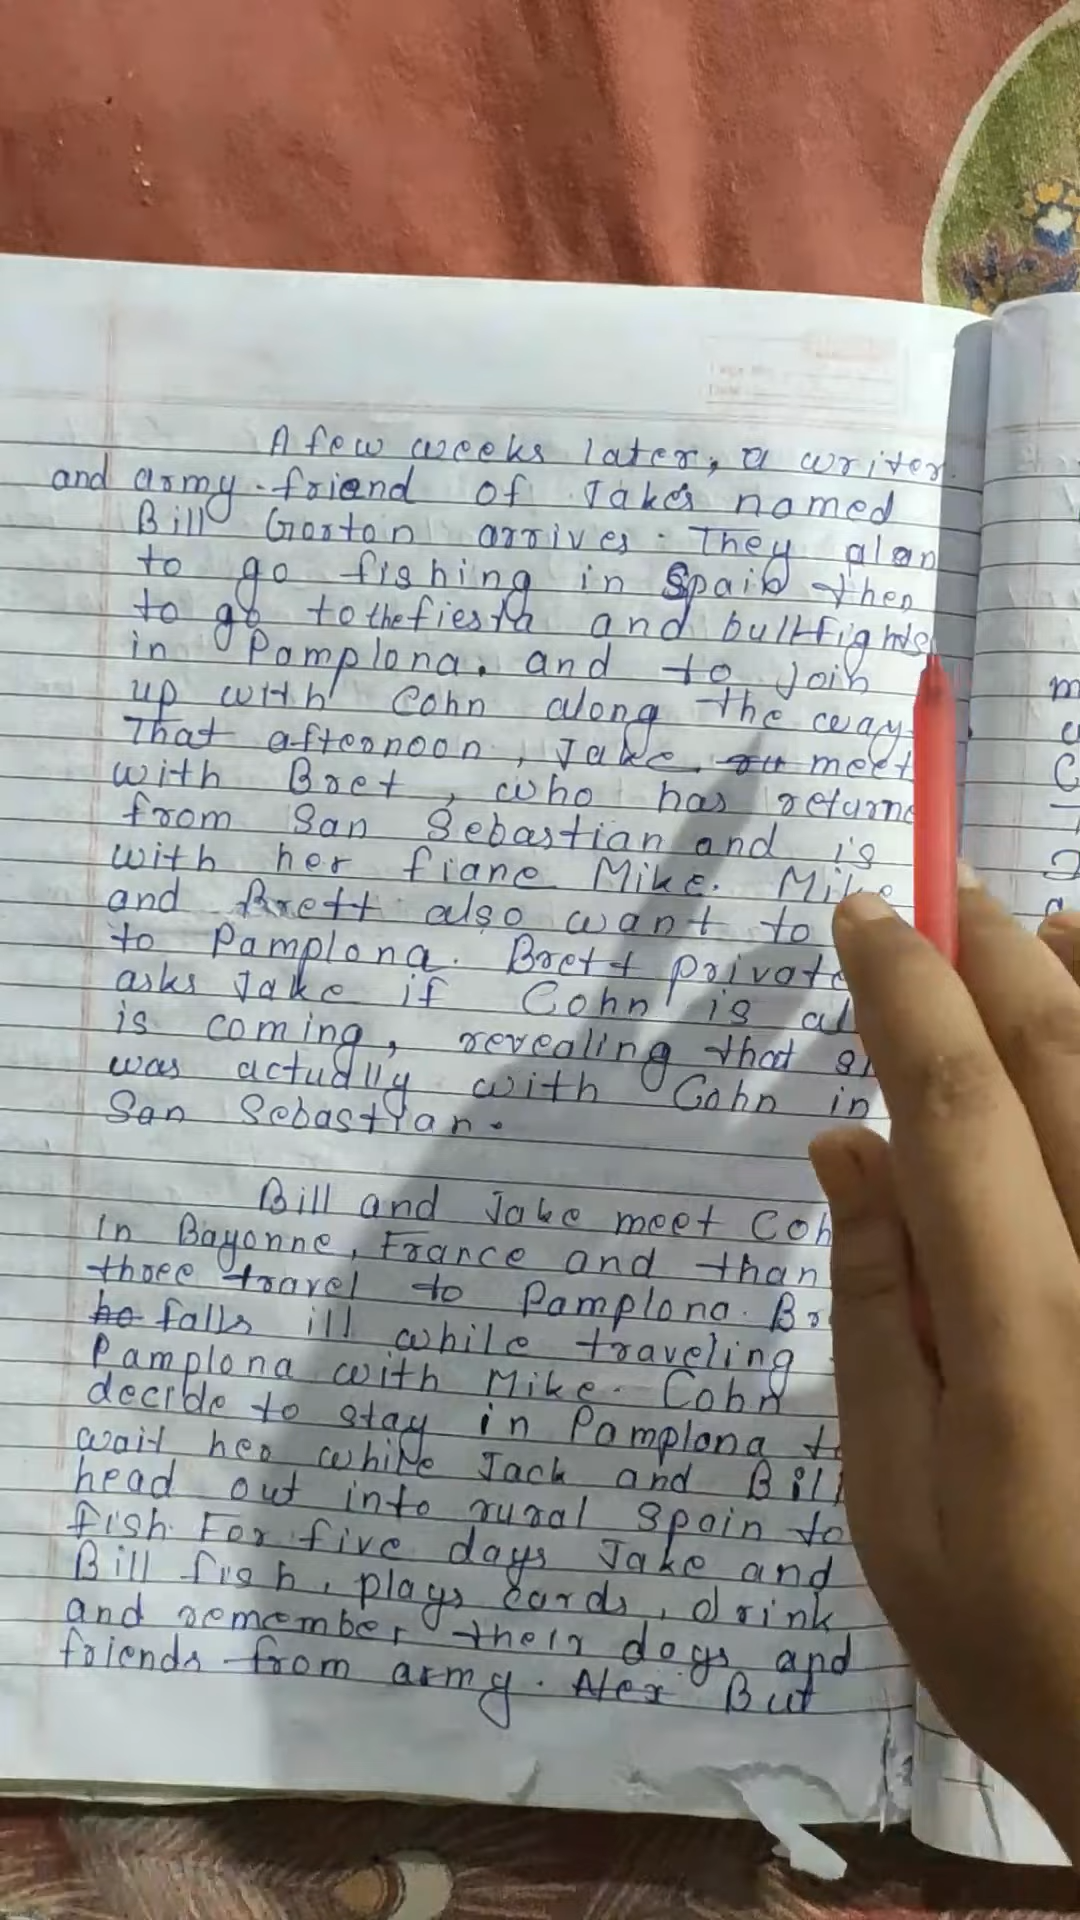 A few weeks later, a writer
and army friend of Jake's named
Bill Gorton arrives. They alan
to go fishing in Spain then
to go to the fiesta and bullfights
in Pamplona. and to join
up with Cohn along the way.
That afternoon, Jake meet
with Bret, who has returne
from San Sebastian and is
with her fiane Mike. Mike
and Brett also want to
to Pamplona. Brett private
asks Jake if Cohn is al
is coming, revealing that s
was actually with Cohn in
San Sebastian.
Bill and Jake meet Coh
In Bayonne, France and than
three travel to Pamplona. Br
falls ill while traveling
Pamplona with Mike. Cohn
decide to stay in Pamplona to
wait her while Jack and Bill
head out into rural Spain to
fish. For five days Jake and
Bill fish, plays cards, drink
and remember their days and
friends from army. But